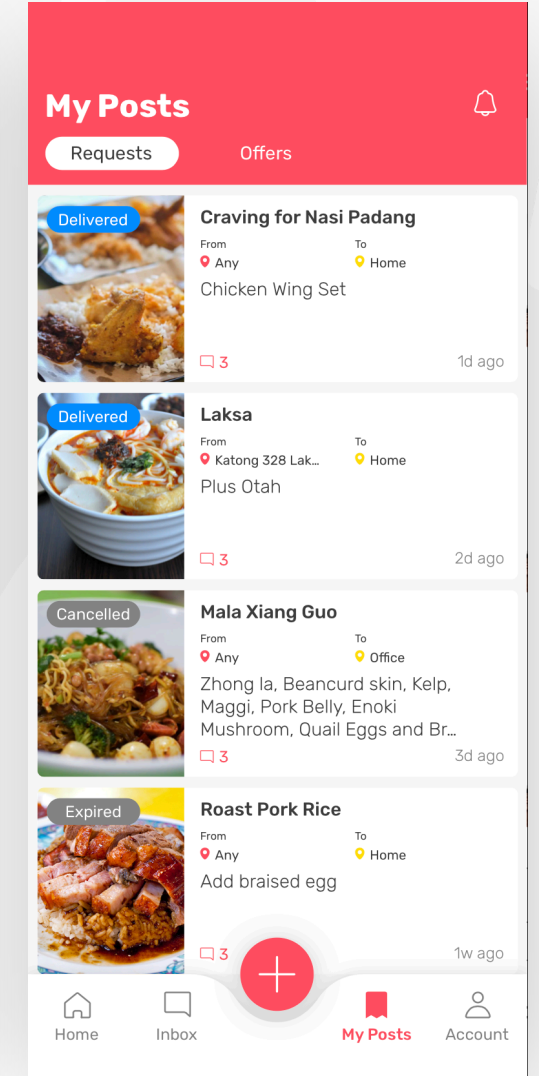 My Posts
Requests
Offers
Delivered
Craving for Nasi Padang
From To
Any Home
Chicken Wing Set
3 1d ago
Delivered
Laksa
From To
Katong 328 Lak... Home
Plus Otah
3 2d ago
Cancelled
Mala Xiang Guo
From To
Any Office
Zhong la, Beancurd skin, Kelp,
Maggi, Pork Belly, Enoki
Mushroom, Quail Eggs and Br...
3 3d ago
Expired
Roast Pork Rice
From To
Any Home
Add braised egg
3 1w ago
Home Inbox My Posts Account